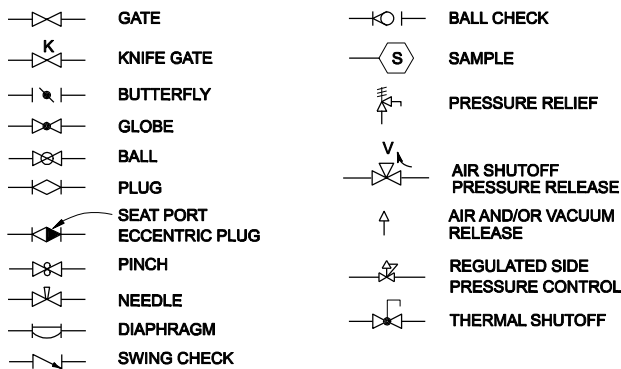 GATE
K
KNIFE GATE
BUTTERFLY
GLOBE
BALL
PLUG
SEAT PORT
ECCENTRIC PLUG
PINCH
NEEDLE
DIAPHRAGM
SWING CHECK
BALL CHECK
S
SAMPLE
PRESSURE RELIEF
V
AIR SHUTOFF
PRESSURE RELEASE
AIR AND/OR VACUUM
RELEASE
REGULATED SIDE
PRESSURE CONTROL
THERMAL SHUTOFF